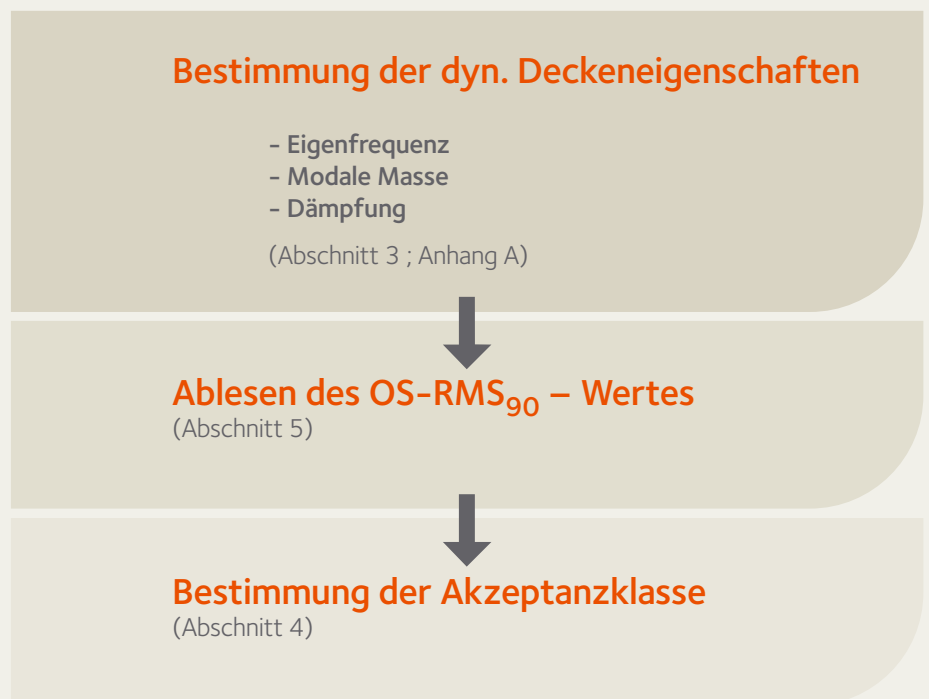 Bestimmung der dyn. Deckeneigenschaften
- Eigenfrequenz
- Modale Masse
- Dämpfung
(Abschnitt 3 ; Anhang A)
Ablesen des OS-RMS90 – Wertes
(Abschnitt 5)
Bestimmung der Akzeptanzklasse
(Abschnitt 4)